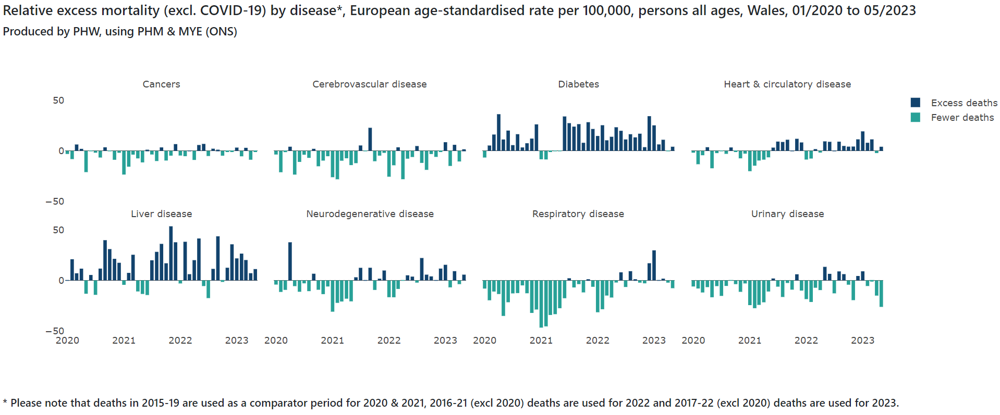 Relative excess mortality (excl. COVID-19) by disease*, European age-standardised rate per 100,000, persons all ages, Wales, 01/2020 to 05/2023
Produced by PHW, using PHM & MYE (ONS)
Cancers
Cerebrovascular disease
Diabetes
Heart & circulatory disease
50
0
−50
Excess deaths
Fewer deaths
Liver disease
Neurodegenerative disease
Respiratory disease
Urinary disease
50
0
−50
2020 2021 2022 2023
2020 2021 2022 2023
2020 2021 2022 2023
2020 2021 2022 2023
* Please note that deaths in 2015-19 are used as a comparator period for 2020 & 2021, 2016-21 (excl 2020) deaths are used for 2022 and 2017-22 (excl 2020) deaths are used for 2023.